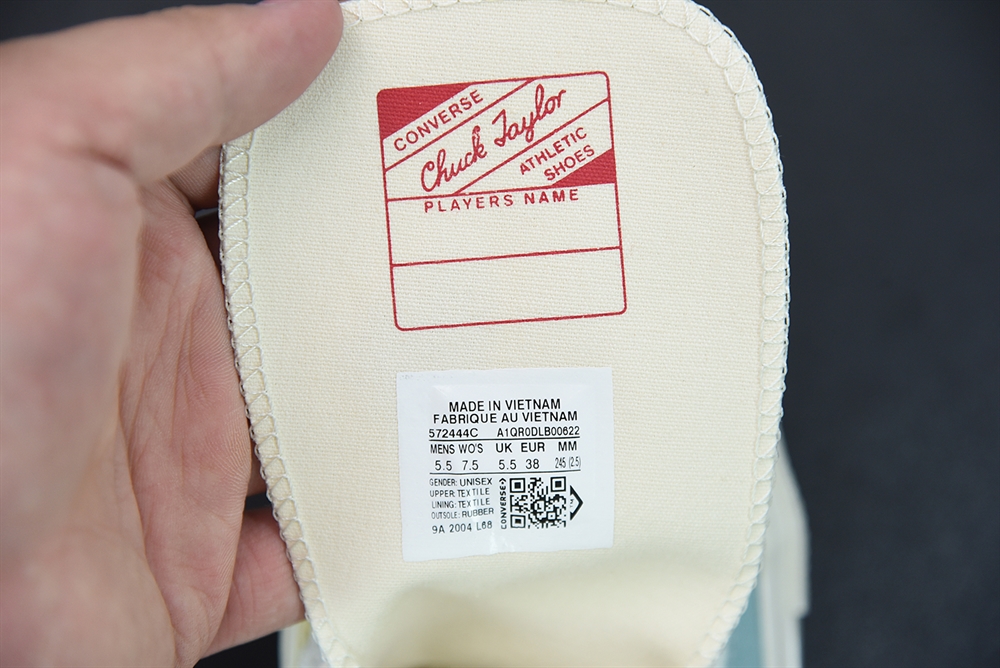 CONVERSE
Chuck Taylor
ATHLETIC
SHOES
PLAYERS NAME
MADE IN VIETNAM
FABRIQUE AU VIETNAM
572444C A1QR0DLB00622
MENS WO'S UK EUR MM
5.5 7.5 5.5 38 245 (2.5)
GENDER: UNISEX
UPPER: TEXTILE
LINING: TEXTILE
OUTSOLE: RUBBER
9A 2004 L68
CONVERSE